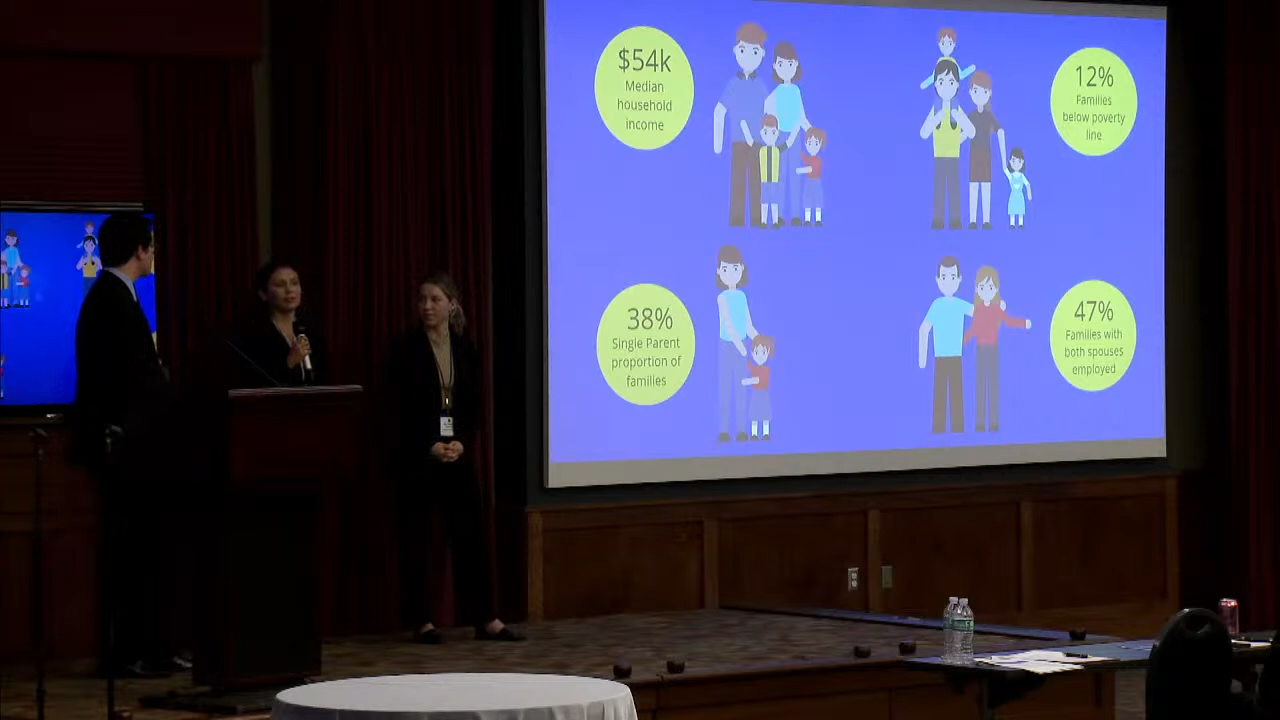 $54k
Median
household
income
12%
Families
below poverty
line
38%
Single Parent
proportion of
families
47%
Families with
both spouses
employed